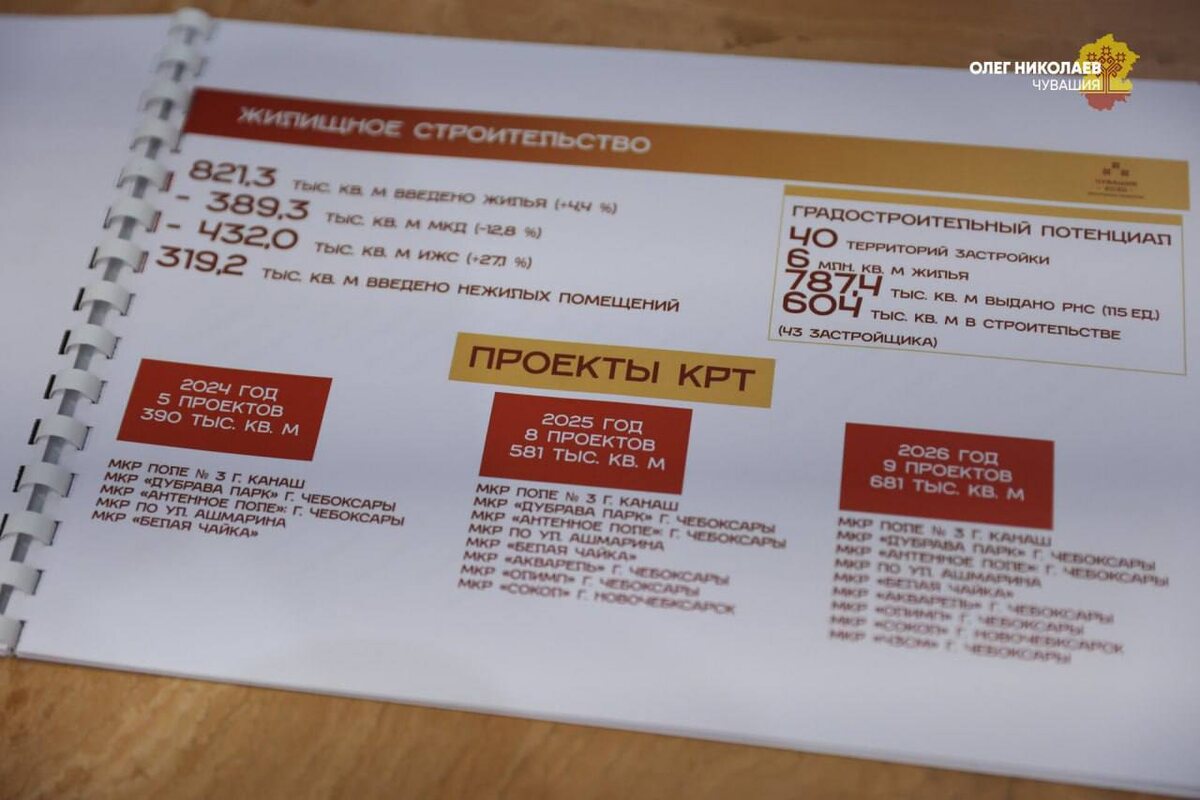 ОЛЕГ НИКОЛАЕВ
ЧУВАШИЯ
ЖИЛИЩНОЕ СТРОИТЕЛЬСТВО
821,3 ТЫС. КВ. М ВВЕДЕНО ЖИЛЬЯ (+4,4 %)
- 389,3 ТЫС. КВ. М МКД (-12,8 %)
- 432,0 ТЫС. КВ. М ИЖС (+27,1 %)
319,2 ТЫС. КВ. М ВВЕДЕНО НЕЖИЛЫХ ПОМЕЩЕНИЙ
ЧУВАШИЯ
ГРАДОСТРОИТЕЛЬНЫЙ ПОТЕНЦИАЛ
40 ТЕРРИТОРИЙ ЗАСТРОЙКИ
6 МЛН. КВ. М ЖИЛЬЯ
787,4 ТЫС. КВ. М ВЫДАНО РНС (115 ЕД.)
604 ТЫС. КВ. М В СТРОИТЕЛЬСТВЕ
(43 ЗАСТРОЙЩИКА)
ПРОЕКТЫ КРТ
2024 ГОД
5 ПРОЕКТОВ
390 ТЫС. КВ. М
МКР ПОЛЕ № 3 Г. КАНАШ
МКР «ДУБРАВА ПАРК» Г. ЧЕБОКСАРЫ
МКР «АНТЕННОЕ ПОЛЕ»: Г. ЧЕБОКСАРЫ
МКР ПО УЛ. АШМАРИНА
МКР «БЕЛАЯ ЧАЙКА»
2025 ГОД
8 ПРОЕКТОВ
581 ТЫС. КВ. М
МКР ПОЛЕ № 3 Г. КАНАШ
МКР «ДУБРАВА ПАРК» Г. ЧЕБОКСАРЫ
МКР «АНТЕННОЕ ПОЛЕ»: Г. ЧЕБОКСАРЫ
МКР ПО УЛ. АШМАРИНА
МКР «БЕЛАЯ ЧАЙКА»
МКР «АКВАРЕЛЬ» Г. ЧЕБОКСАРЫ
МКР «ОЛИМП» Г. ЧЕБОКСАРЫ
МКР «СОКОЛ» Г. НОВОЧЕБКСАРОК
2026 ГОД
9 ПРОЕКТОВ
681 ТЫС. КВ. М
МКР ПОЛЕ № 3 Г. КАНАШ
МКР «ДУБРАВА ПАРК» Г. ЧЕБОКСАРЫ
МКР «АНТЕННОЕ ПОЛЕ»: Г. ЧЕБОКСАРЫ
МКР ПО УЛ. АШМАРИНА
МКР «БЕЛАЯ ЧАЙКА»
МКР «АКВАРЕЛЬ» Г. ЧЕБОКСАРЫ
МКР «ОЛИМП» Г. ЧЕБОКСАРЫ
МКР «СОКОЛ» Г. НОВОЧЕБКСАРОК
МКР «ЧЗСМ» Г. ЧЕБОКСАРЫ